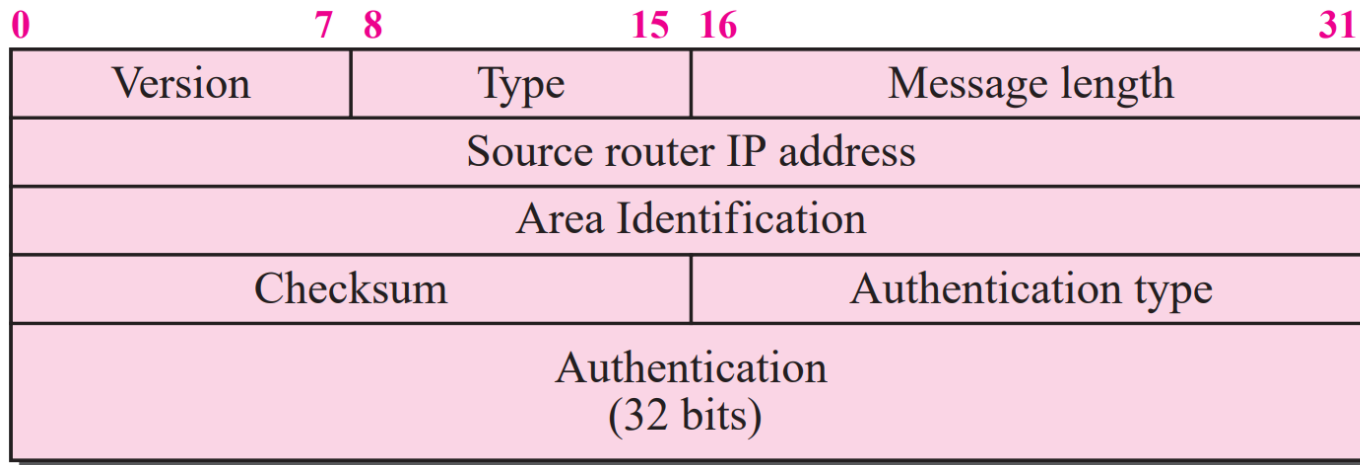 0 7 8 15 16 31
Version Type Message length
Source router IP address
Area Identification
Checksum Authentication type
Authentication
(32 bits)